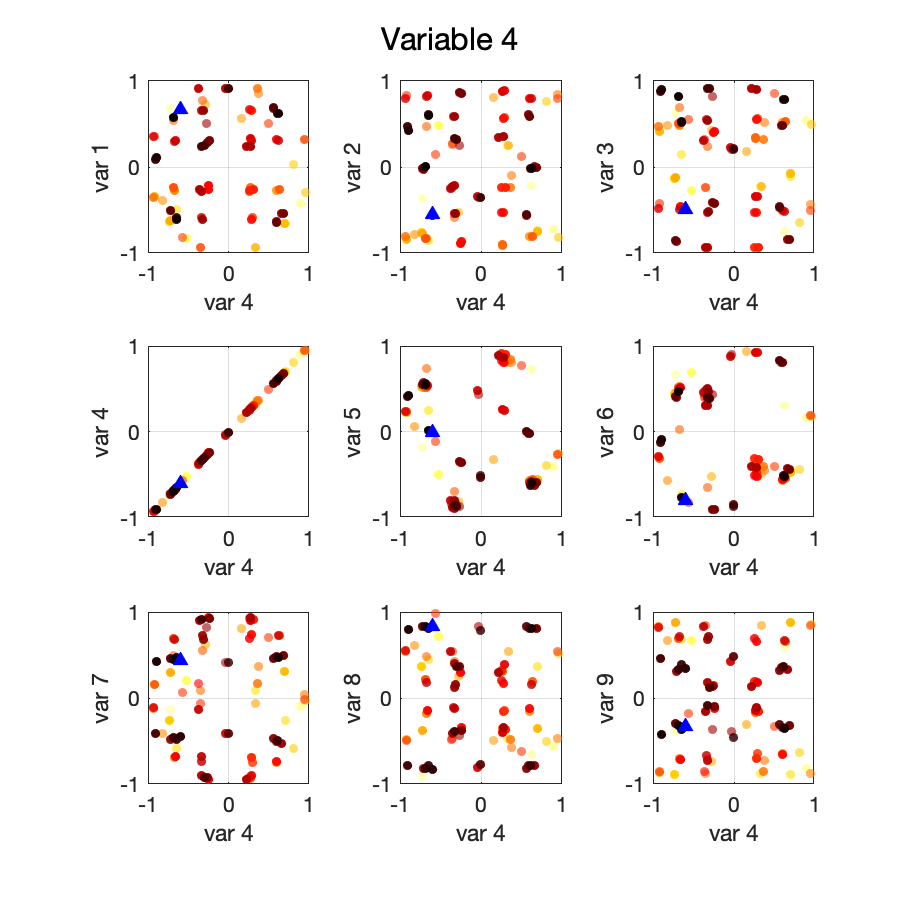 Variable 4
1 1 1
var 1 0 var 2 0 var 3 0
-1 -1 -1
-1 0 1 -1 0 1 -1 0 1
var 4 var 4 var 4
1 1 1
var 4 0 var 5 0 var 6 0
-1 -1 -1
-1 0 1 -1 0 1 -1 0 1
var 4 var 4 var 4
1 1 1
var 7 0 var 8 0 var 9 0
-1 -1 -1
-1 0 1 -1 0 1 -1 0 1
var 4 var 4 var 4